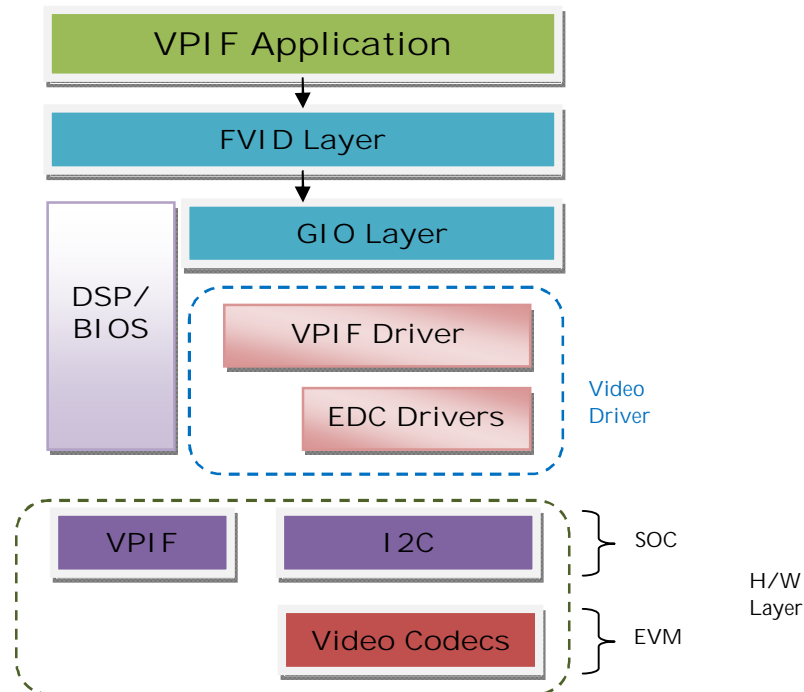 VPIF Application
FVID Layer
GIO Layer
DSP/
BIOS
VPIF Driver
EDC Drivers
Video
Driver
VPIF
I2C
SOC
H/W
Layer
Video Codecs
EVM